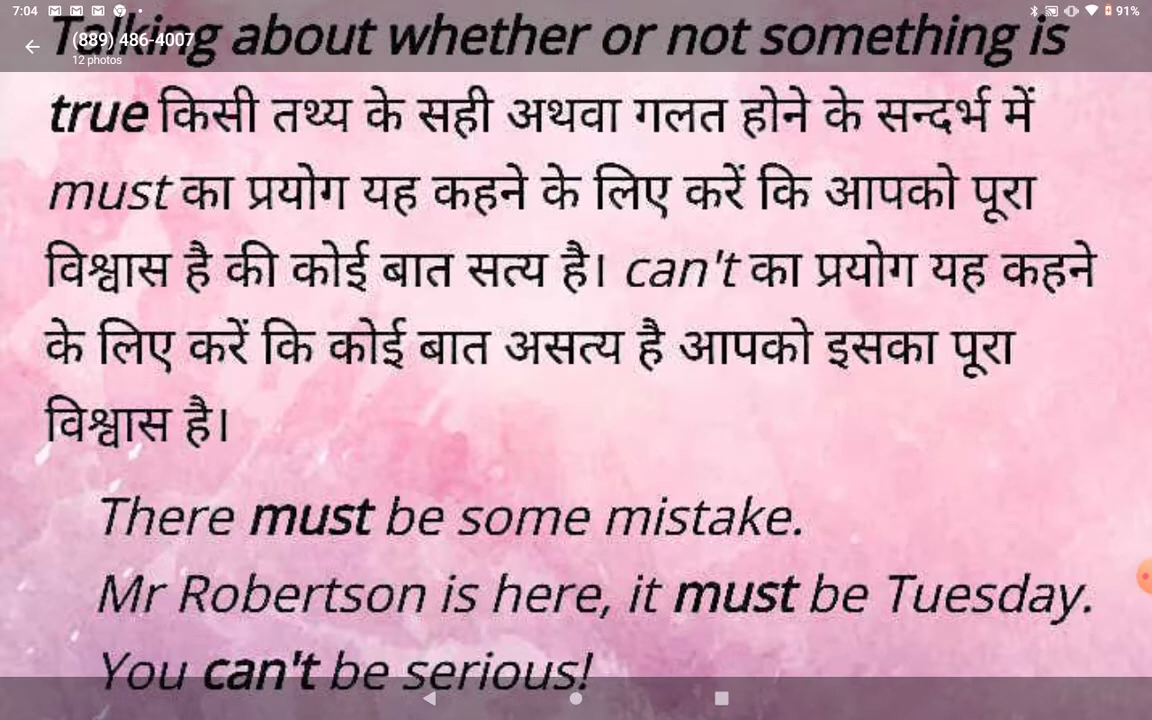 7:04 91%
(889) 486-4007
12 photos
Talking about whether or not something is
true किसी तथ्य के सही अथवा गलत होने के सन्दर्भ में
must का प्रयोग यह कहने के लिए करें कि आपको पूरा
विश्वास है की कोई बात सत्य है। can't का प्रयोग यह कहने
के लिए करें कि कोई बात असत्य है आपको इसका पूरा
विश्वास है।
There must be some mistake.
Mr Robertson is here, it must be Tuesday.
You can't be serious!